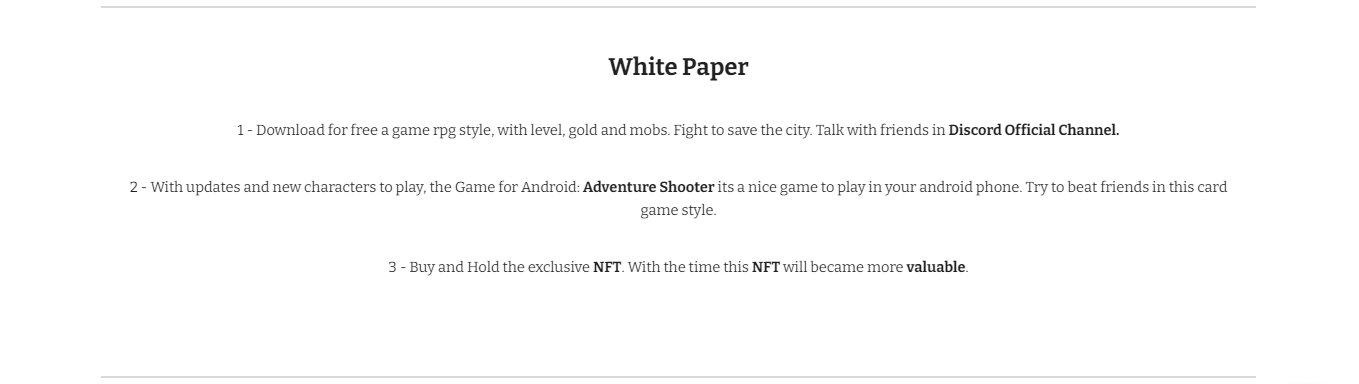 White Paper
1 - Download for free a game rpg style, with level, gold and mobs. Fight to save the city. Talk with friends in Discord Official Channel.
2 - With updates and new characters to play, the Game for Android: Adventure Shooter its a nice game to play in your android phone. Try to beat friends in this card
game style.
3 - Buy and Hold the exclusive NFT. With the time this NFT will became more valuable.